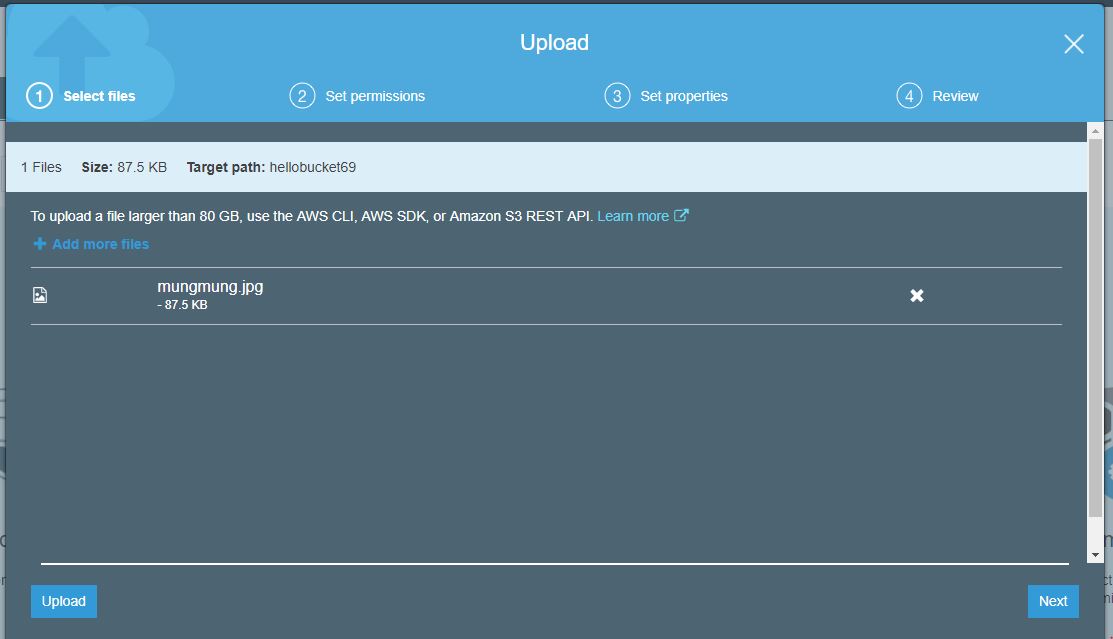 Upload
1 Select files
2 Set permissions
3 Set properties
4 Review
1 Files Size: 87.5 KB Target path: hellobucket69
To upload a file larger than 80 GB, use the AWS CLI, AWS SDK, or Amazon S3 REST API. Learn more
Add more files
mungmung.jpg
- 87.5 KB
Upload
Next